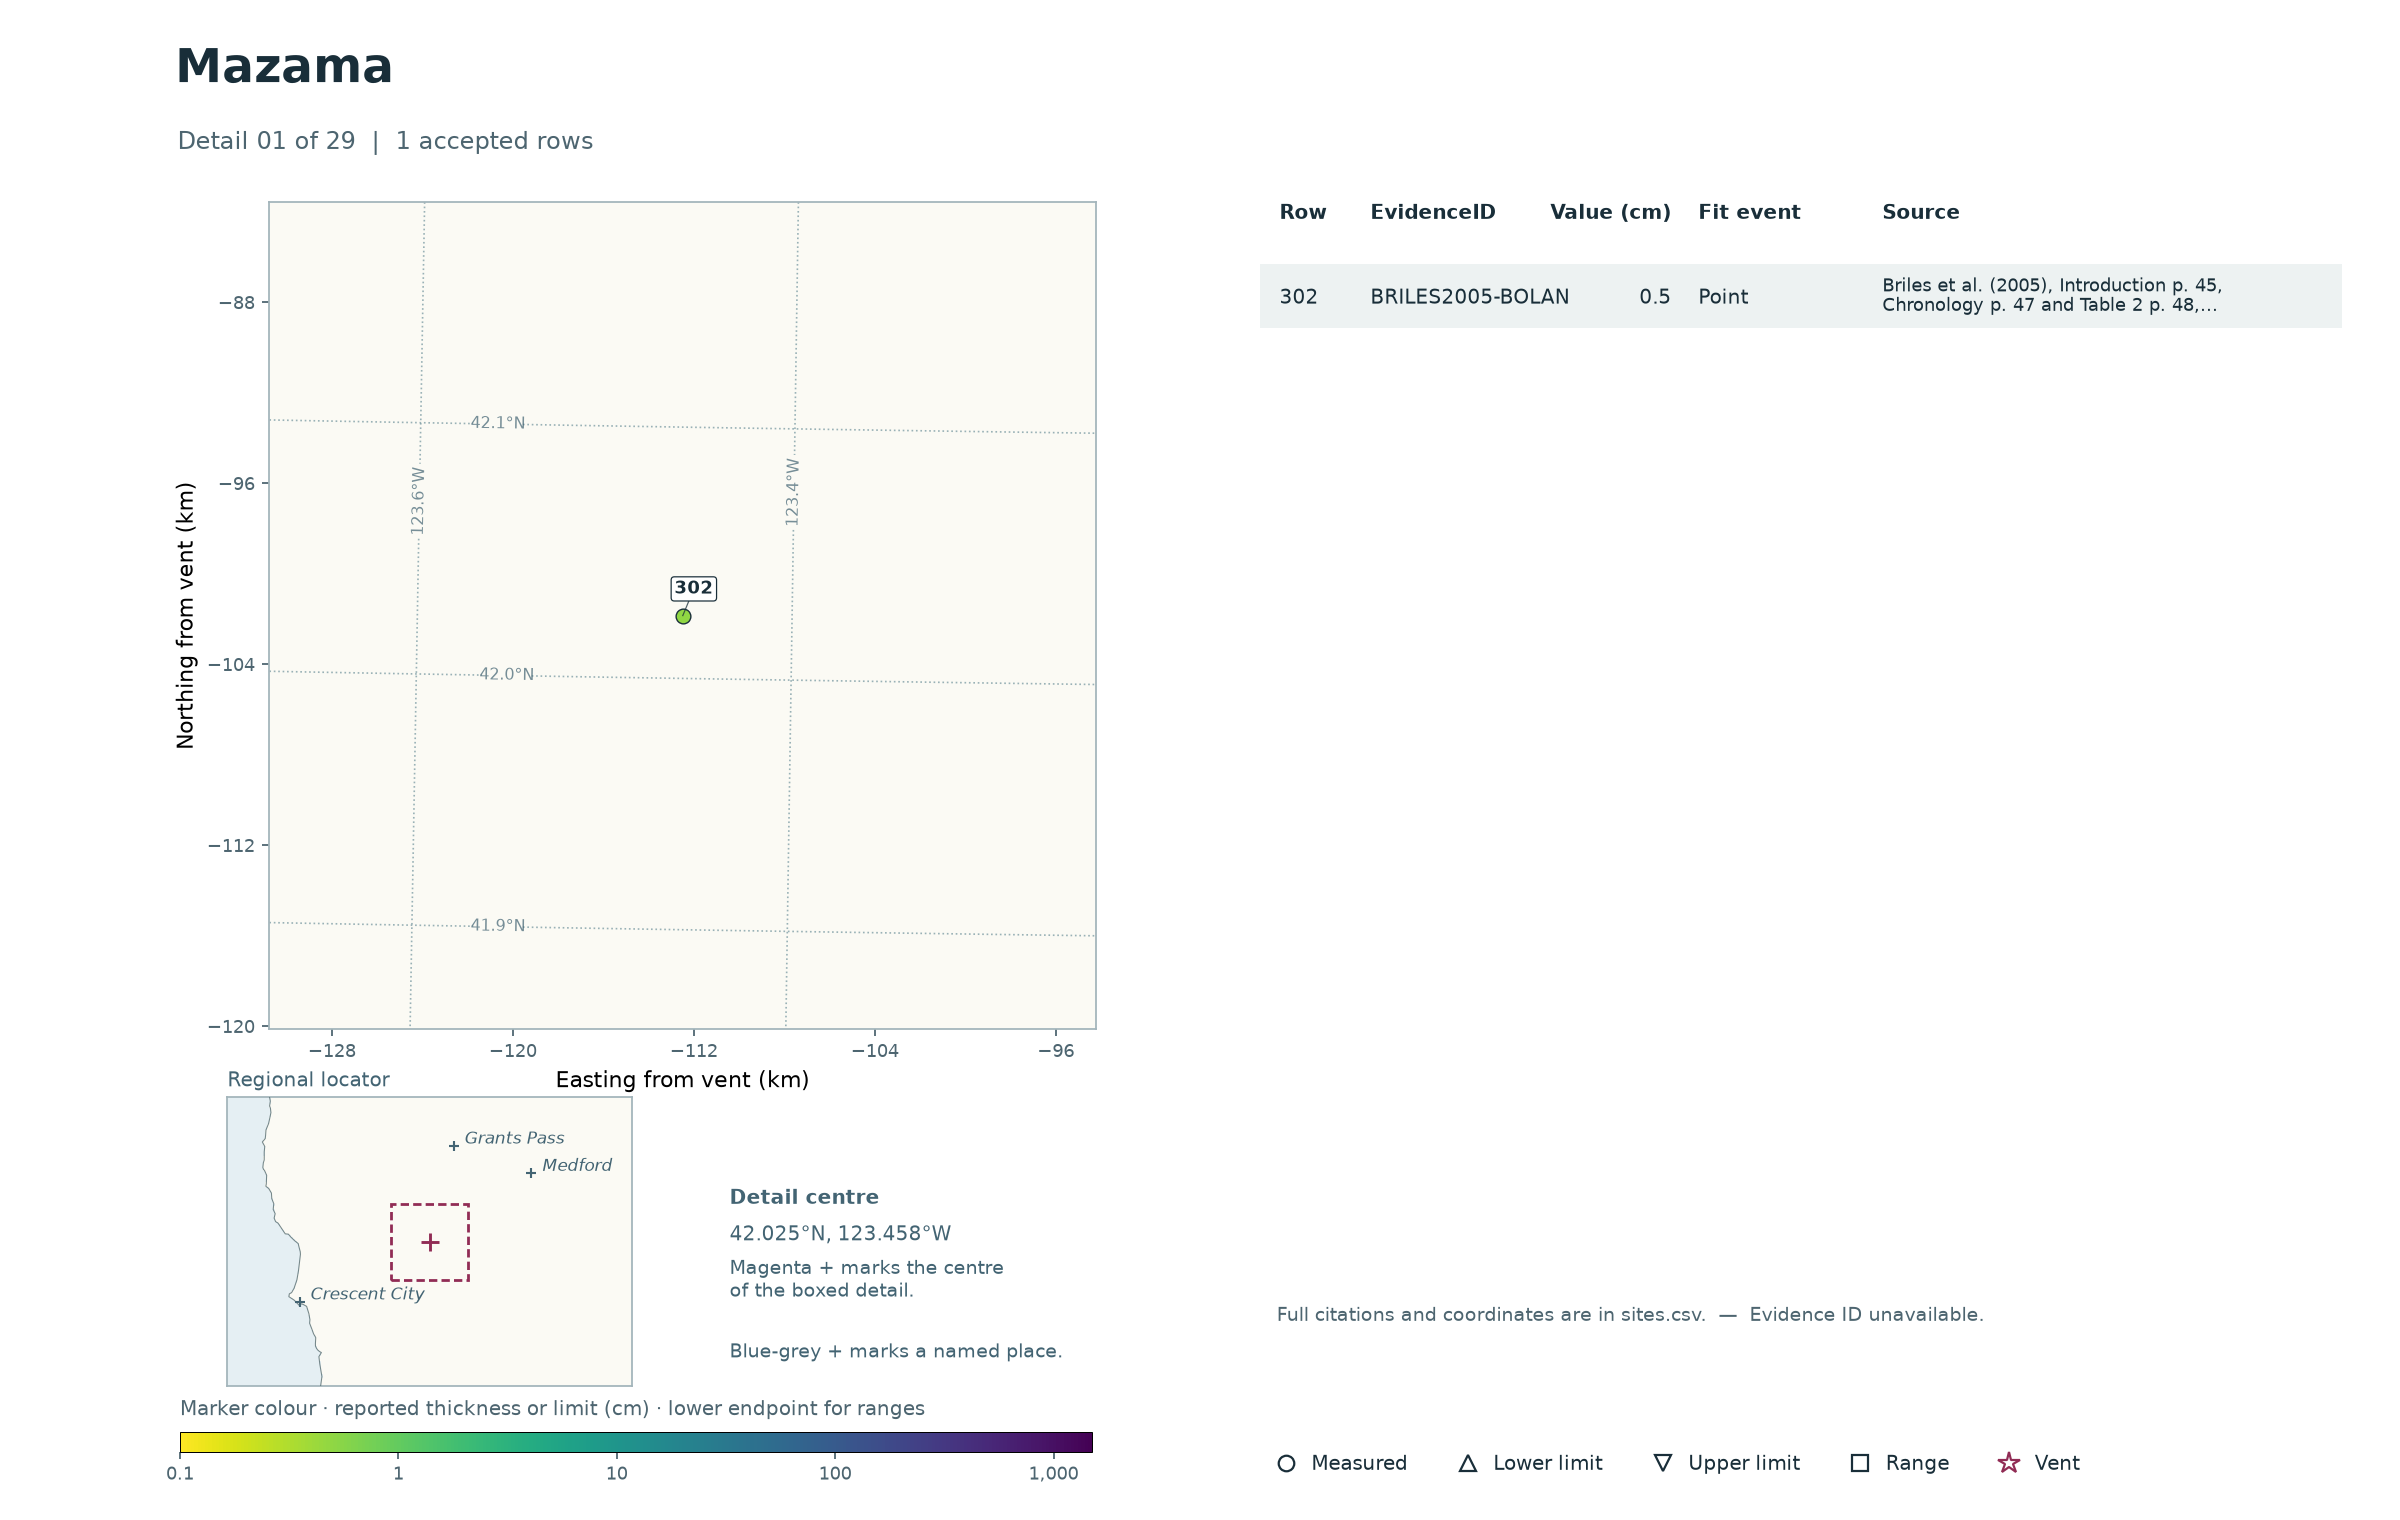 Mazama
Detail 01 of 29 | 1 accepted rows
Row EvidenceID Value (cm) Fit event Source
302 BRILES2005-BOLAN 0.5 Point Briles et al. (2005), Introduction p. 45,
Chronology p. 47 and Table 2 p. 48,...
Northing from vent (km)
−88
−96
−104
−112
−120
42.1°N
42.0°N
41.9°N
123.6°W
123.4°W
302
−128 −120 −112 −104 −96
Easting from vent (km)
Regional locator
Grants Pass
Medford
Crescent City
Detail centre
42.025°N, 123.458°W
Magenta + marks the centre
of the boxed detail.
Blue-grey + marks a named place.
Full citations and coordinates are in sites.csv. — Evidence ID unavailable.
Marker colour · reported thickness or limit (cm) · lower endpoint for ranges
0.1 1 10 100 1,000
Measured Lower limit Upper limit Range Vent